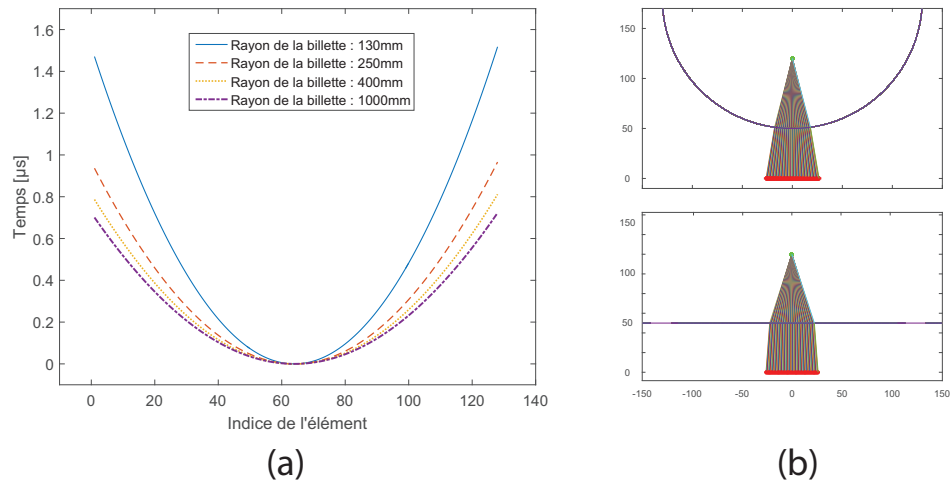 1.6
1.4
1.2
1
0.8
0.6
0.4
0.2
0
Temps [µs]
Rayon de la billette : 130mm
Rayon de la billette : 250mm
Rayon de la billette : 400mm
Rayon de la billette : 1000mm
0 20 40 60 80 100 120 140
Indice de l'élément
(a)
150
100
50
0
150
100
50
0
-150 -100 -50 0 50 100 150
(b)